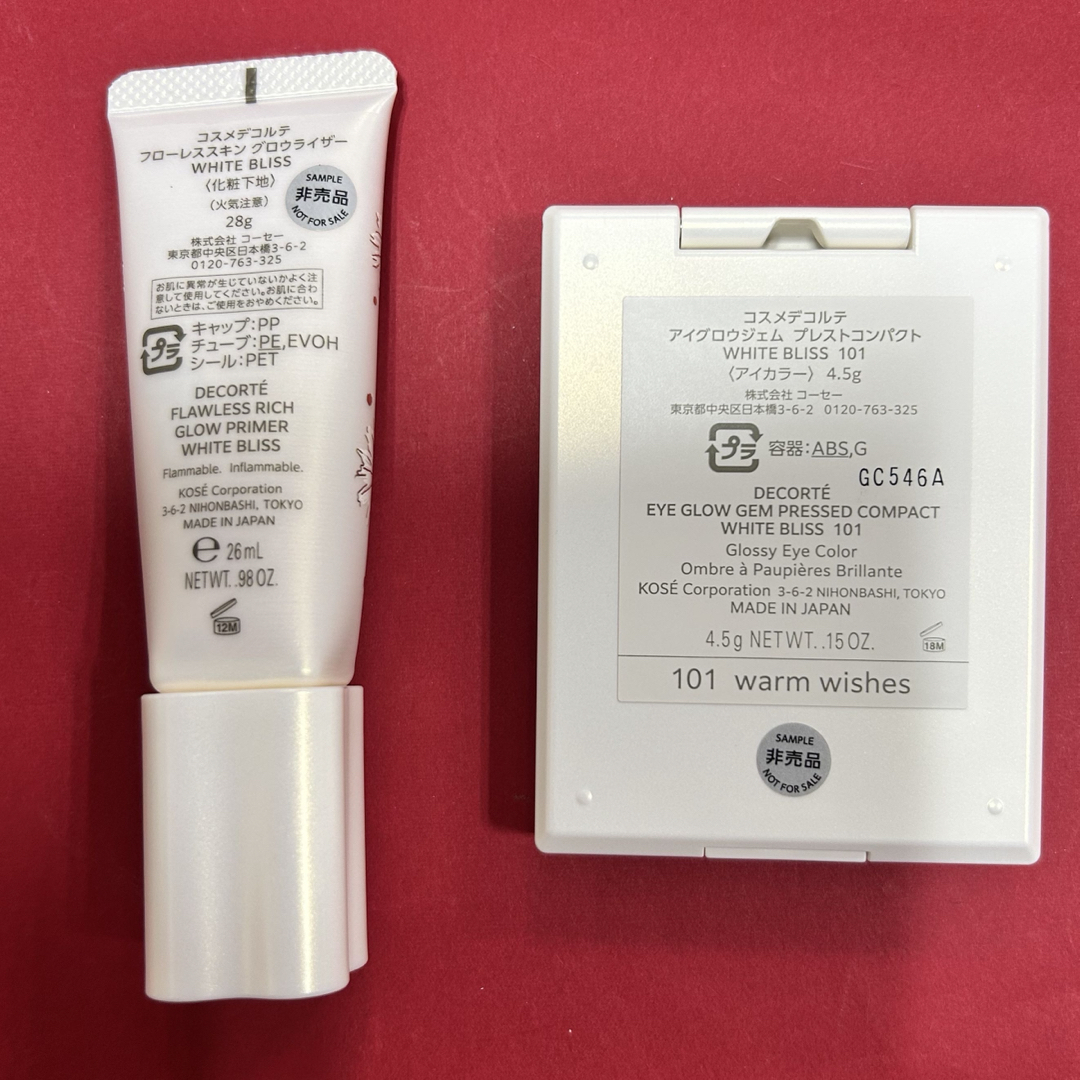 コスメデコルテ
フローレススキン グロウライザー
WHITE BLISS
〈化粧下地〉
(火気注意)
28g
株式会社 コーセー
東京都中央区日本橋3-6-2
0120-763-325
お肌に異常が生じていないかよく注
意して使用してください。お肌に合わ
ないときは、ご使用をおやめください。
プラ
キャップ:PP
チューブ:PE,EVOH
シール:PET
DECORTÉ
FLAWLESS RICH
GLOW PRIMER
WHITE BLISS
Flammable. Inflammable.
KOSÉ Corporation
3-6-2 NIHONBASHI, TOKYO
MADE IN JAPAN
e 26mL
NETWT. .98 OZ.
12M
SAMPLE
非売品
NOT FOR SALE
コスメデコルテ
アイグロウジェム プレストコンパクト
WHITE BLISS 101
〈アイカラー〉 4.5g
株式会社 コーセー
東京都中央区日本橋3-6-2 0120-763-325
プラ 容器:ABS,G
GC546A
DECORTÉ
EYE GLOW GEM PRESSED COMPACT
WHITE BLISS 101
Glossy Eye Color
Ombre à Paupières Brillante
KOSÉ Corporation 3-6-2 NIHONBASHI, TOKYO
MADE IN JAPAN
4.5g NETWT. .15 OZ.
18M
101 warm wishes
SAMPLE
非売品
NOT FOR SALE